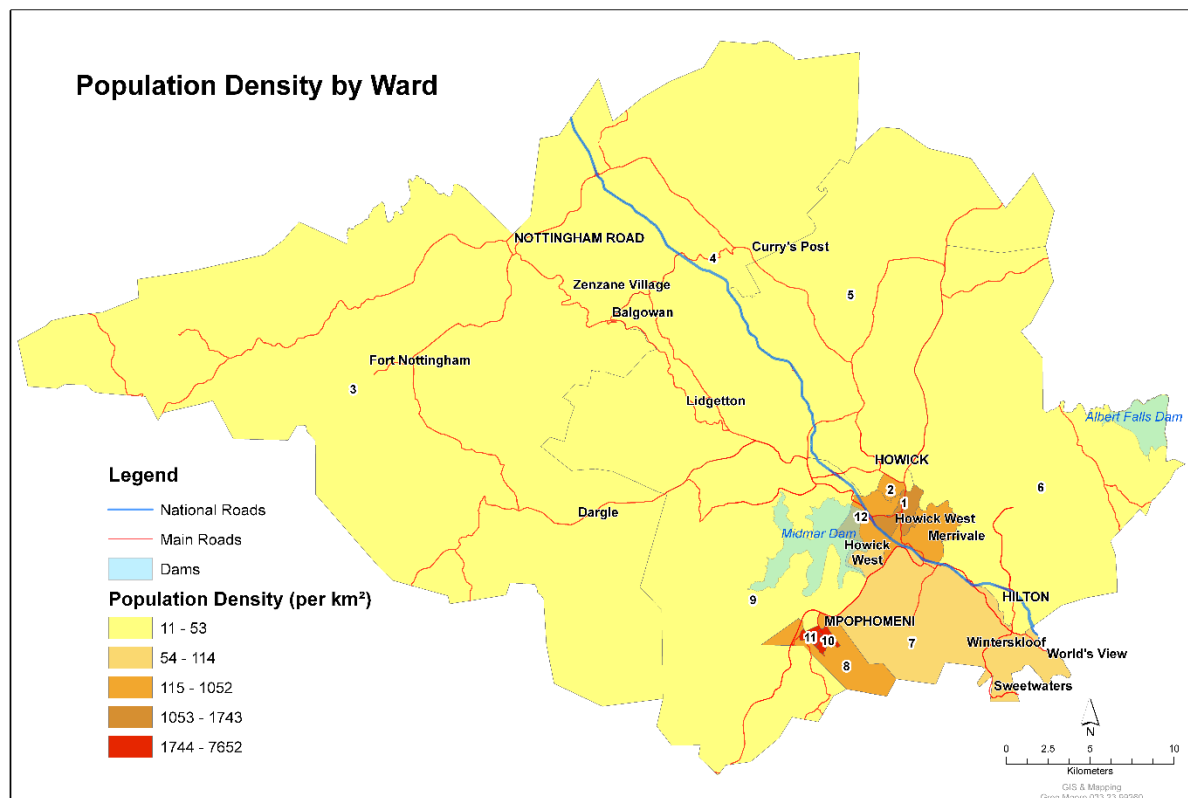 Population Density by Ward
NOTTINGHAM ROAD
Curry's Post
4
Zenzane Village
5
Balgowan
Fort Nottingham
3
Lidgetton
Albert Falls Dam
HOWICK
6
2
1
Dargle
12
Howick West
Midmar Dam
Merrivale
Howick
West
9
HILTON
MPOPHOMENI
11
10
7
Winterskloof
World's View
8
Sweetwaters
Legend
National Roads
Main Roads
Dams
Population Density (per km²)
11 - 53
54 - 114
115 - 1052
1053 - 1743
1744 - 7652
N
0 2.5 5 10
Kilometers
GIS & Mapping